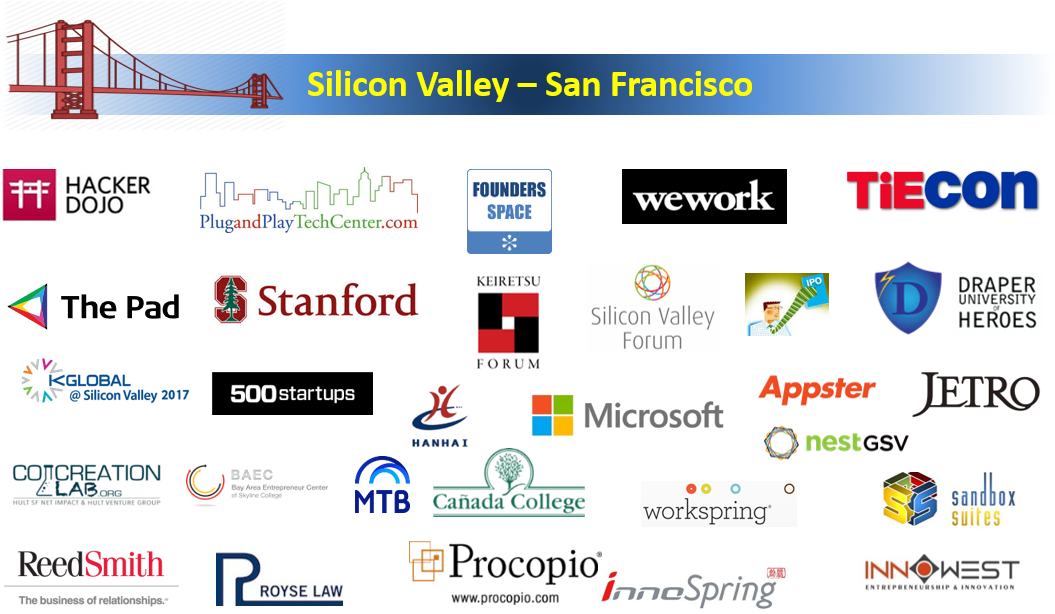 Silicon Valley – San Francisco
HACKER
DOJO
PlugandPlayTechCenter.com
FOUNDERS
SPACE
wework
TiECON
The Pad
Stanford
KEIRETSU
FORUM
Silicon Valley
Forum
IPO
D
DRAPER
UNIVERSITY
OF
HEROES
K-GLOBAL
@ Silicon Valley 2017
500 startups
HANHAI
Microsoft
Appster
JETRO
nestGSV
COCREATION
LAB.ORG
HULT SF NET IMPACT & HULT VENTURE GROUP
BAEC
Bay Area Entrepreneur Center
of Skyline College
MTB
Cañada College
workspring®
sandbox
suites
ReedSmith
The business of relationships.
ROYSE LAW
Procopio®
www.procopio.com
innoSpring
INNOWEST
ENTREPRENEURSHIP & INNOVATION